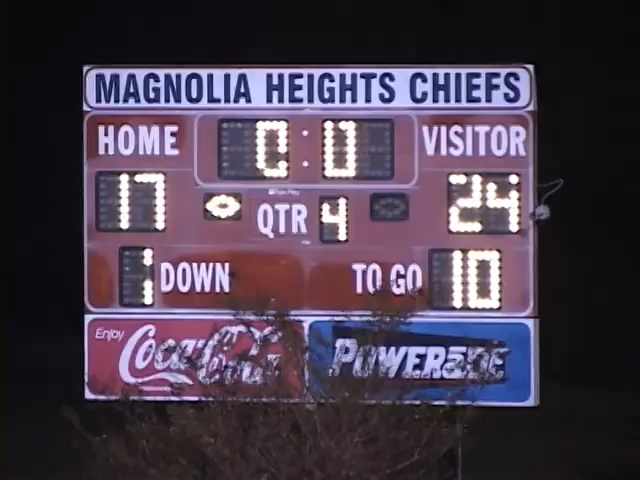 MAGNOLIA HEIGHTS CHIEFS
HOME 0:0 VISITOR
17 QTR 4 24
1 DOWN TO GO 10
Enjoy
Coca-Cola POWERADE